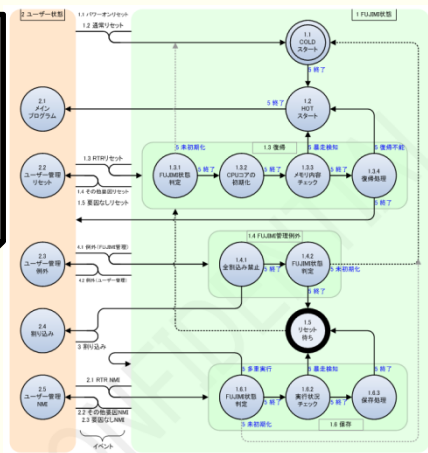 2 ユーザー状態
1.1 パワーオンリセット
1.2 通常リセット
1 FUJIMI状態
1.1
COLD
スタート
5 終了
2.1
メイン
プログラム
5 終了
1.2
HOT
スタート
1.3 RTRリセット
5 未初期化
5 終了
1.3 復帰
5 暴走検知
5 復帰不能
2.2
ユーザー管理
リセット
1.3.1
FUJIMI状態
判定
5 終了
1.3.2
CPUコアの
初期化
5 終了
1.3.3
メモリ内容
チェック
5 終了
1.3.4
復帰処理
1.4 その他要因リセット
1.5 要因なしリセット
5 終了
1.4 FUJIMI管理例外
2.3
ユーザー管理
例外
4.1 例外(FUJIMI管理)
4.2 例外(ユーザー管理)
1.4.1
全割込み禁止
5 終了
1.4.2
FUJIMI状態
判定
5 未初期化
5 終了
2.4
割り込み
3 割り込み
1.5
リセット
待ち
5 多重実行
5 暴走検知
5 終了
2.5
ユーザー管理
NMI
2.1 RTR NMI
1.6.1
FUJIMI状態
判定
5 終了
1.6.2
実行状況
チェック
5 終了
1.6.3
保存処理
2.2 その他要因NMI
2.3 要因なしNMI
5 未初期化
1.6 保存
イベント